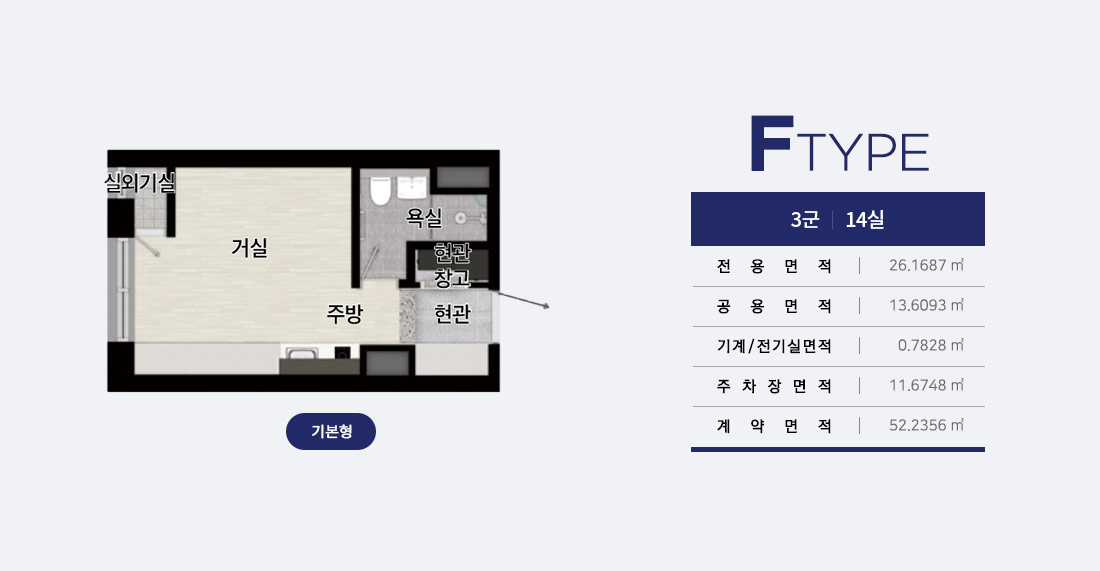 실외기실
거실
욕실
현관
창고
주방
현관
기본형
F TYPE
3군 | 14실
전용면적 | 26.1687 ㎡
공용면적 | 13.6093 ㎡
기계/전기실면적 | 0.7828 ㎡
주차장면적 | 11.6748 ㎡
계약면적 | 52.2356 ㎡